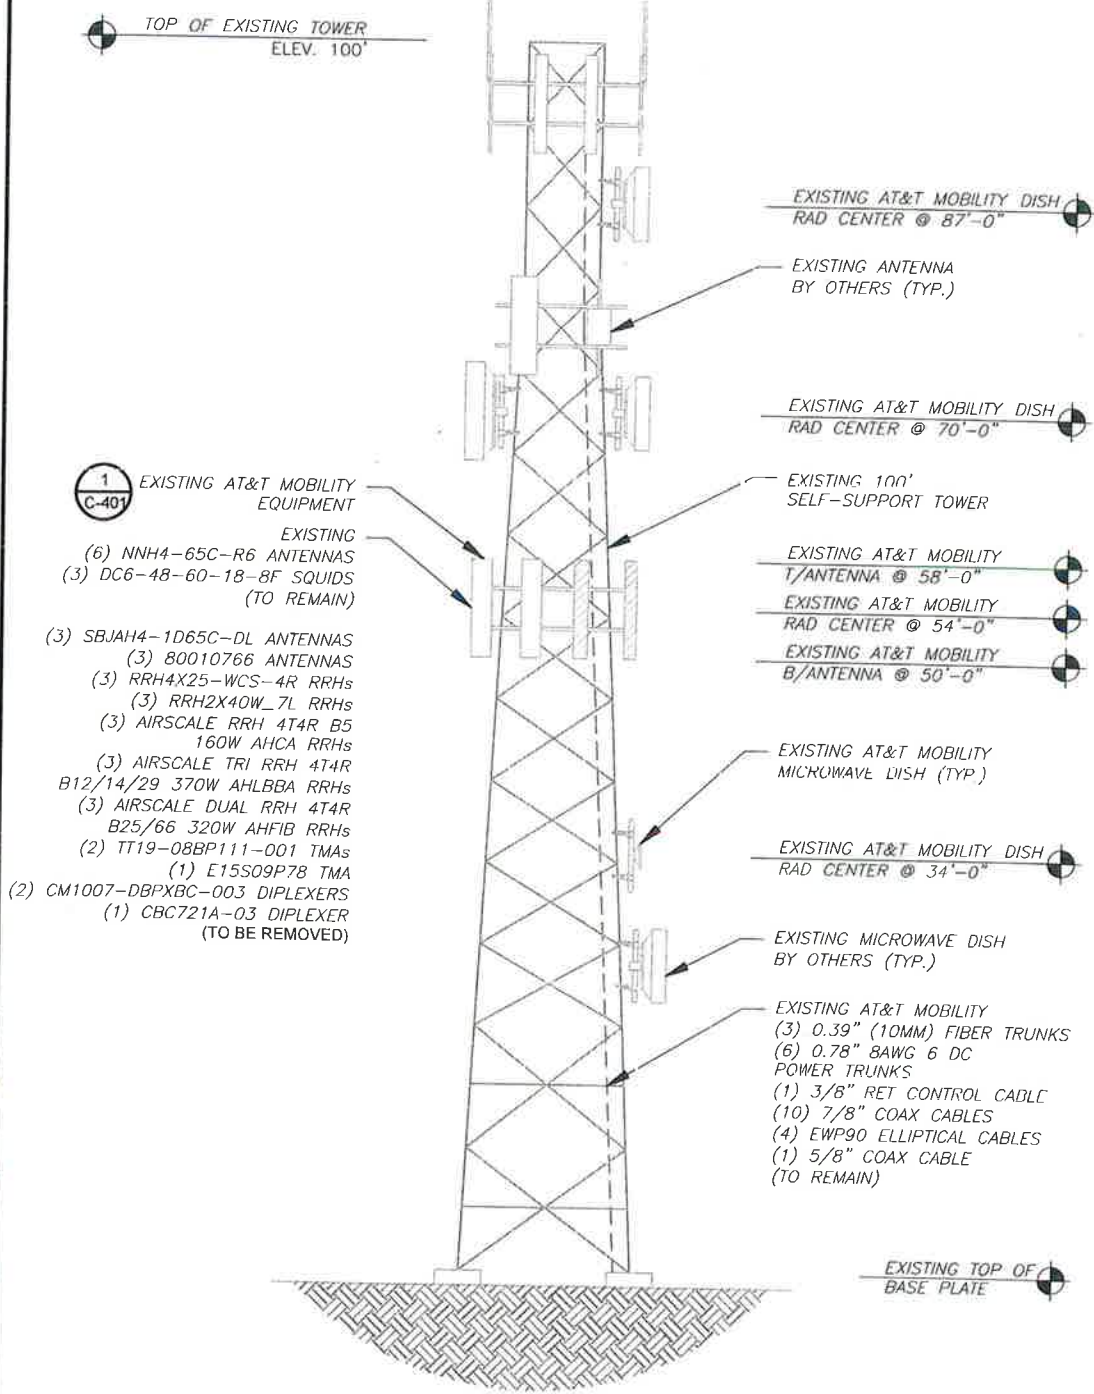 TOP OF EXISTING TOWER
ELEV. 100'
EXISTING AT&T MOBILITY DISH
RAD CENTER @ 87'-0"
EXISTING ANTENNA
BY OTHERS (TYP.)
EXISTING AT&T MOBILITY DISH
RAD CENTER @ 70'-0"
1
C-401
EXISTING AT&T MOBILITY
EQUIPMENT
EXISTING
(6) NNH4-65C-R6 ANTENNAS
(3) DC6-48-60-18-8F SQUIDS
(TO REMAIN)
(3) SBJAH4-1D65C-DL ANTENNAS
(3) 80010766 ANTENNAS
(3) RRH4X25-WCS-4R RRHs
(3) RRH2X40W_7L RRHs
(3) AIRSCALE RRH 4T4R B5
160W AHCA RRHs
(3) AIRSCALE TRI RRH 4T4R
B12/14/29 370W AHLBBA RRHs
(3) AIRSCALE DUAL RRH 4T4R
B25/66 320W AHFIB RRHs
(2) TT19-08BP111-001 TMAs
(1) E15S09P78 TMA
(2) CM1007-DBPXBC-003 DIPLEXERS
(1) CBC721A-03 DIPLEXER
(TO BE REMOVED)
EXISTING 100'
SELF-SUPPORT TOWER
EXISTING AT&T MOBILITY
T/ANTENNA @ 58'-0"
EXISTING AT&T MOBILITY
RAD CENTER @ 54'-0"
EXISTING AT&T MOBILITY
B/ANTENNA @ 50'-0"
EXISTING AT&T MOBILITY
MICROWAVE DISH (TYP.)
EXISTING AT&T MOBILITY DISH
RAD CENTER @ 34'-0"
EXISTING MICROWAVE DISH
BY OTHERS (TYP.)
EXISTING AT&T MOBILITY
(3) 0.39" (10MM) FIBER TRUNKS
(6) 0.78" 8AWG 6 DC
POWER TRUNKS
(1) 3/8" RET CONTROL CABLE
(10) 7/8" COAX CABLES
(4) EWP90 ELLIPTICAL CABLES
(1) 5/8" COAX CABLE
(TO REMAIN)
EXISTING TOP OF
BASE PLATE